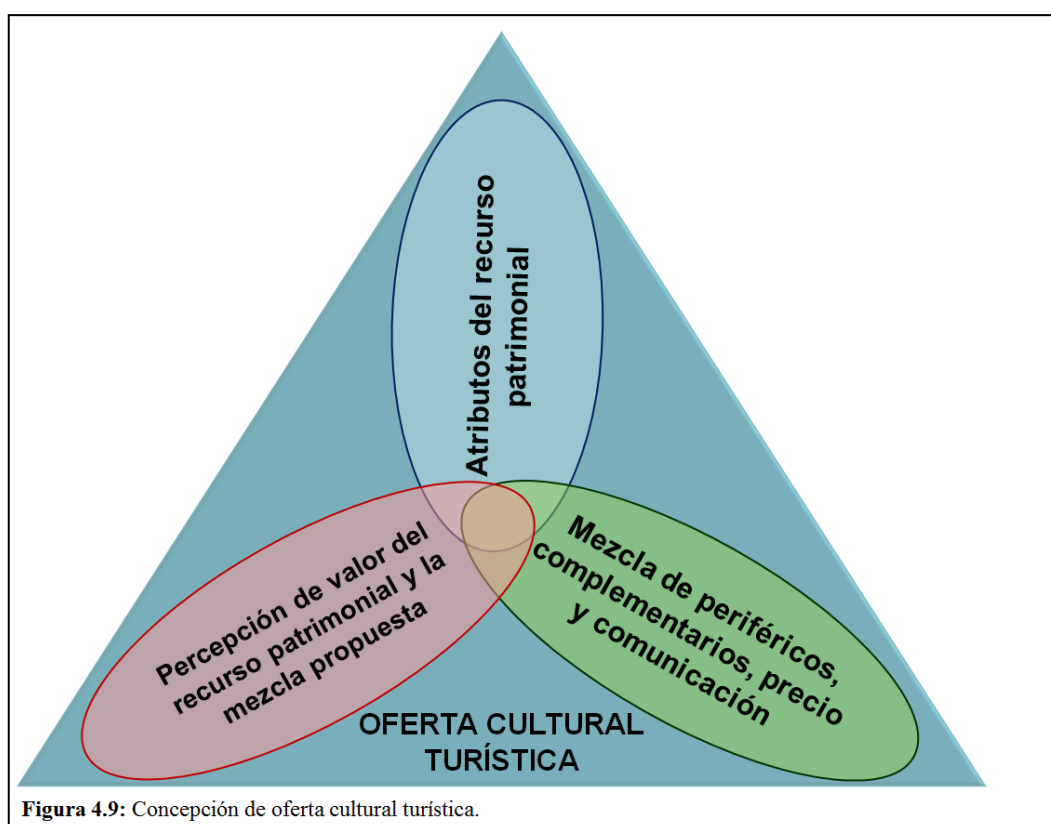 Atributos del recurso
patrimonial
Percepción de valor del
recurso patrimonial y la
mezcla propuesta
Mezcla de periféricos,
complementarios, precio
y comunicación
OFERTA CULTURAL
TURÍSTICA
Figura 4.9: Concepción de oferta cultural turística.